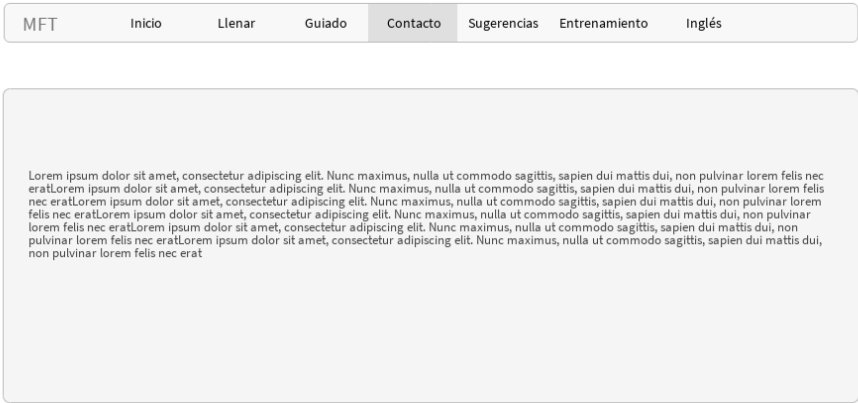 MFT Inicio Llenar Guiado Contacto Sugerencias Entrenamiento Inglés
Lorem ipsum dolor sit amet, consectetur adipiscing elit. Nunc maximus, nulla ut commodo sagittis, sapien dui mattis dui, non pulvinar lorem felis nec
eratLorem ipsum dolor sit amet, consectetur adipiscing elit. Nunc maximus, nulla ut commodo sagittis, sapien dui mattis dui, non pulvinar lorem felis
nec eratLorem ipsum dolor sit amet, consectetur adipiscing elit. Nunc maximus, nulla ut commodo sagittis, sapien dui mattis dui, non pulvinar lorem
felis nec eratLorem ipsum dolor sit amet, consectetur adipiscing elit. Nunc maximus, nulla ut commodo sagittis, sapien dui mattis dui, non pulvinar
lorem felis nec eratLorem ipsum dolor sit amet, consectetur adipiscing elit. Nunc maximus, nulla ut commodo sagittis, sapien dui mattis dui, non
pulvinar lorem felis nec eratLorem ipsum dolor sit amet, consectetur adipiscing elit. Nunc maximus, nulla ut commodo sagittis, sapien dui mattis dui,
non pulvinar lorem felis nec erat